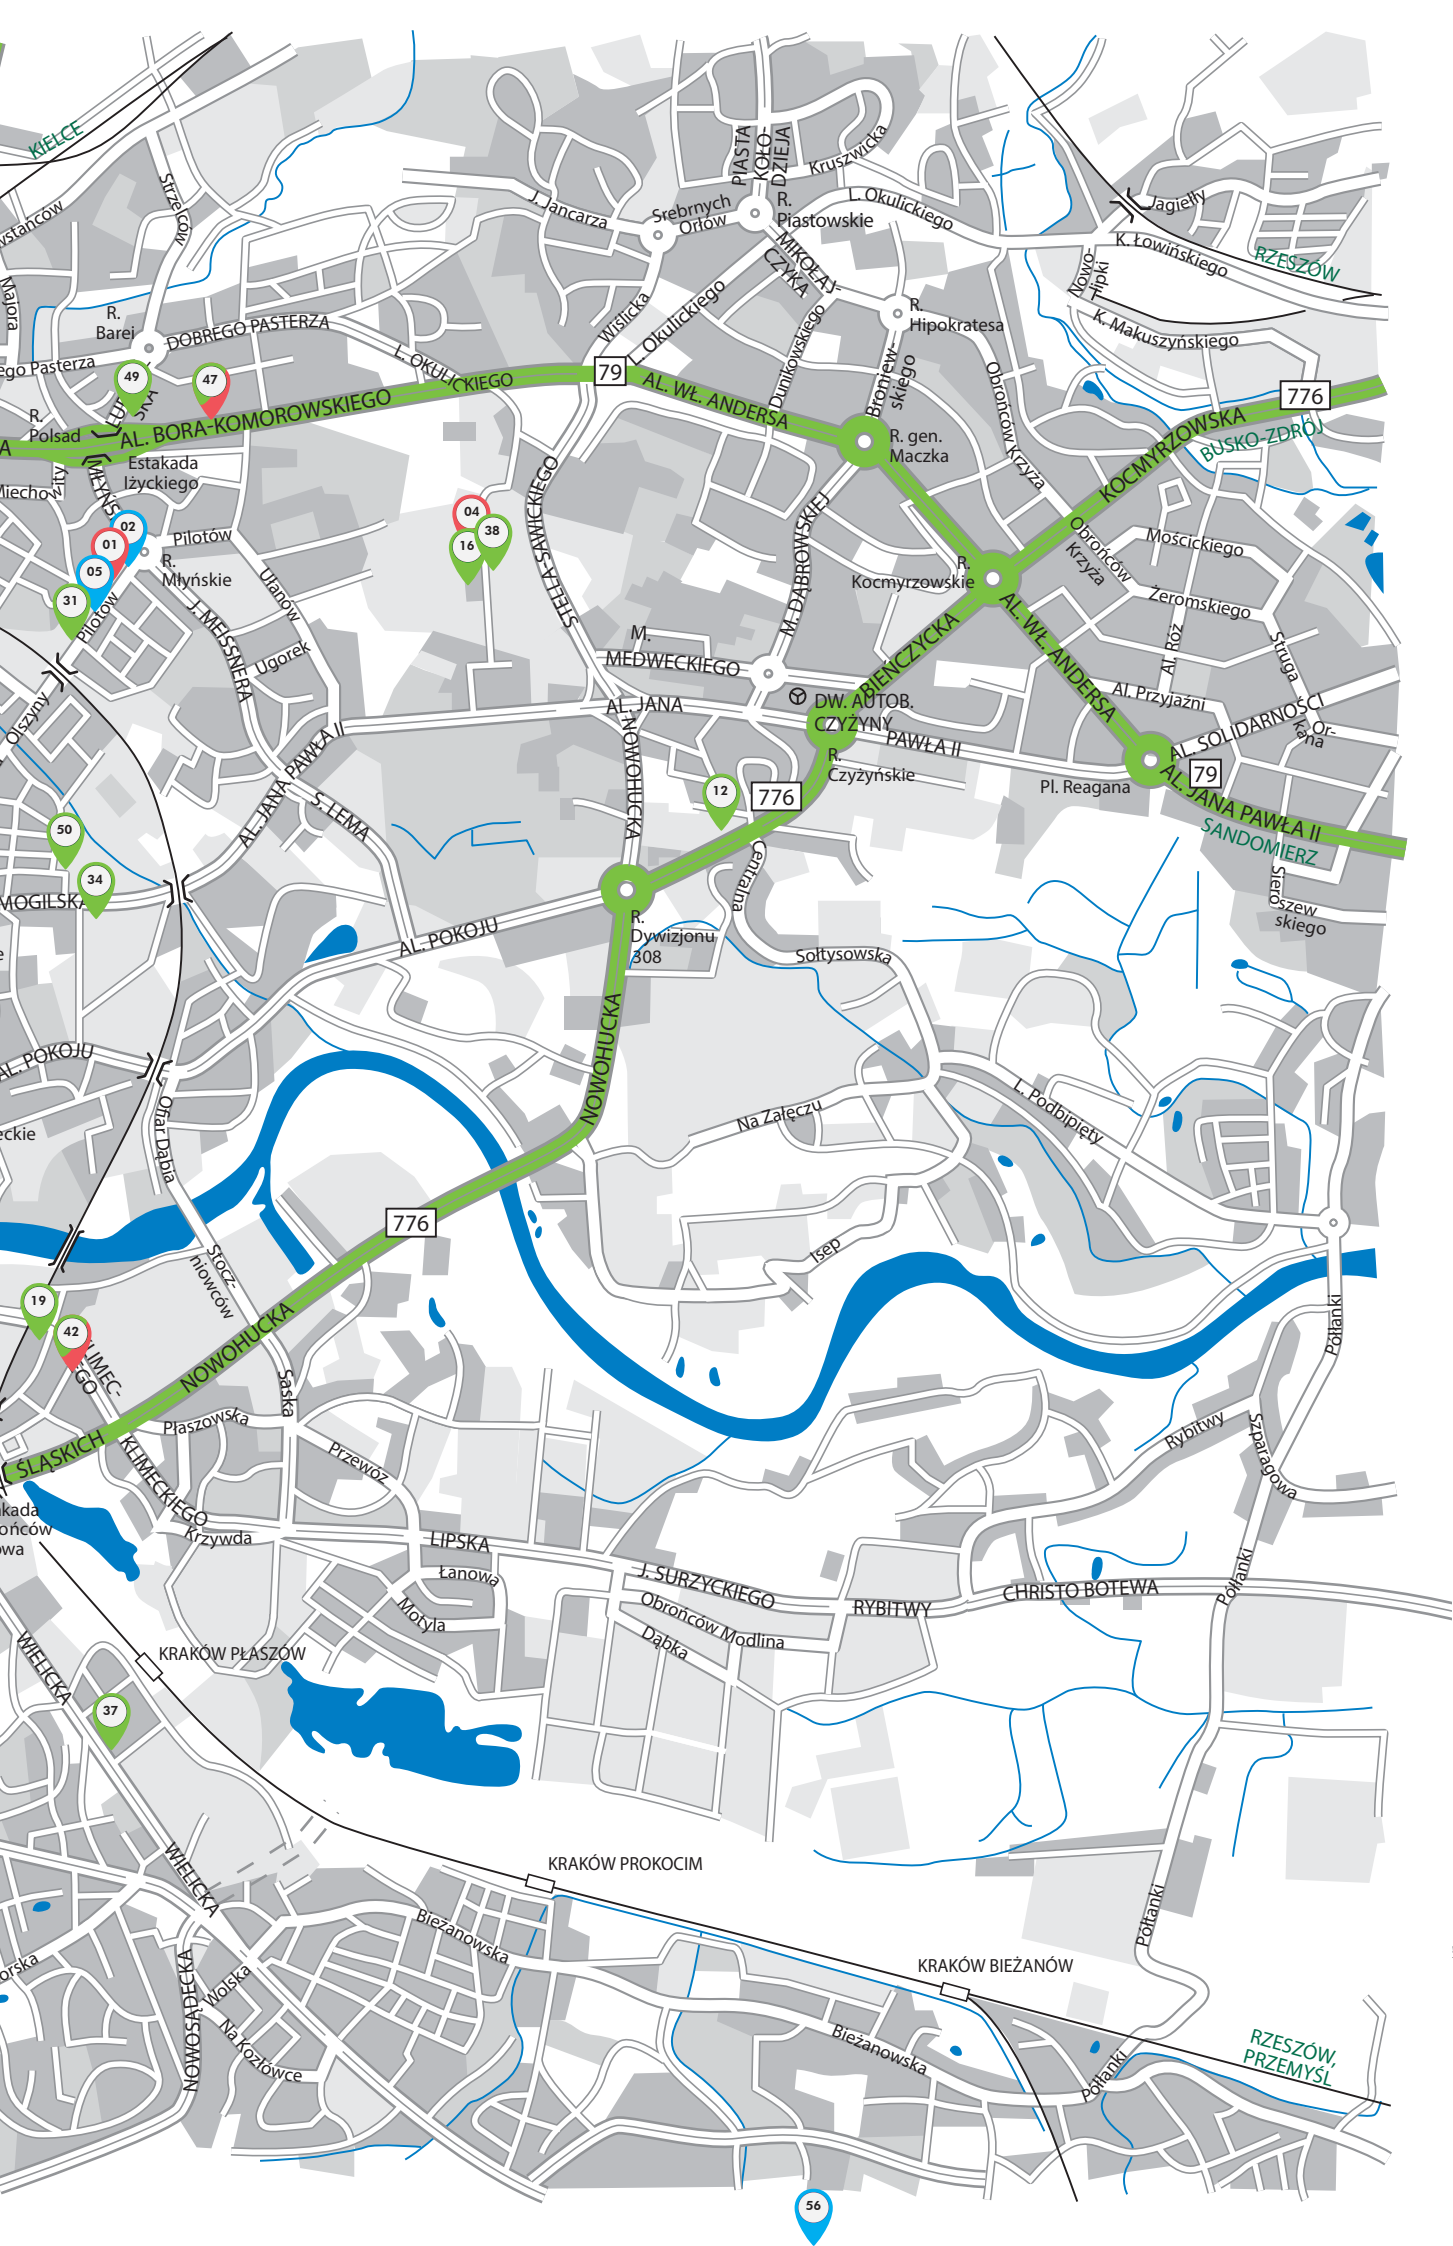 KIELCE
Strzelców
wstańców
Majora
R.
Barei
DOBREGO PASTERZA
ego Pasterza
49
47
R.
Polsad
AL. BORA-KOMOROWSKIEGO
Estakada
Iżyckiego
Miechowity
02
01
05
31
Pilotów
Pilotów
R.
Młyńskie
Ułanów
J. MEISSNERA
Ugorek
Olszyny
J. Jancarza
Srebrnych
Orłów
PIASTA
KOŁO-
DZIEJA
R.
Piastowskie
Kruszwicka
L. Okulickiego
MIKOŁAJ-
CZYKA
Wiślicka
L. Okulickiego
L. OKULICKIEGO
79
AL. WŁ. ANDERSA
Dunikowskiego
Broniew-
skiego
R.
Hipokratesa
R. gen.
Maczka
Jagiełły
K. Łowińskiego
RZESZÓW
Nowo-
lipki
K. Makuszyńskiego
776
KOCMYRZOWSKA
BUSKO-ZDRÓJ
Obrońców Krzyża
Obrońców
Krzyża
Mościckiego
Żeromskiego
Al. Róż
Struga
04
16
38
STELLA-SAWICKIEGO
M. DĄBROWSKIEJ
R.
Kocmyrzowskie
AL. WŁ. ANDERSA
BIEŃCZYCKA
M.
MEDWECKIEGO
DW. AUTOB.
CZYŻYNY
AL. JANA
PAWŁA II
R.
Czyżyńskie
Al. Przyjaźni
AL. SOLIDARNOŚCI
Or-
kana
Pl. Reagana
79
AL. JANA PAWŁA II
SANDOMIERZ
Sieroszew
skiego
AL. JANA PAWŁA II
S. LEMA
NOWOHUCKA
12
776
Centralna
50
34
MOGILSKA
AL. POKOJU
R.
Dywizjonu
308
Sołtysowska
AL. POKOJU
NOWOHUCKA
Ofiar Dąbia
Na Załęczu
L. Podbipięty
Isep
776
Stocz-
niowców
19
42
KLIMEC-
EGO
NOWOHUCKA
Saska
Płaszowska
Przewóz
ŚLĄSKICH
KLIMECKIEGO
Krzywda
LIPSKA
Łanowa
Motyla
J. SURZYCKIEGO
Obrońców Modlina
Dąbka
RYBITWY
CHRISTO BOTEWA
Rybitwy
Szparagowa
Półłanki
Półłanki
WIELICKA
KRAKÓW PŁASZÓW
37
WIELICKA
KRAKÓW PROKOCIM
Bieżanowska
KRAKÓW BIEŻANÓW
Półłanki
NOWOSĄDECKA
Wolska
Na Kozłówce
Bieżanowska
Półłanki
RZESZÓW,
PRZEMYŚL
56